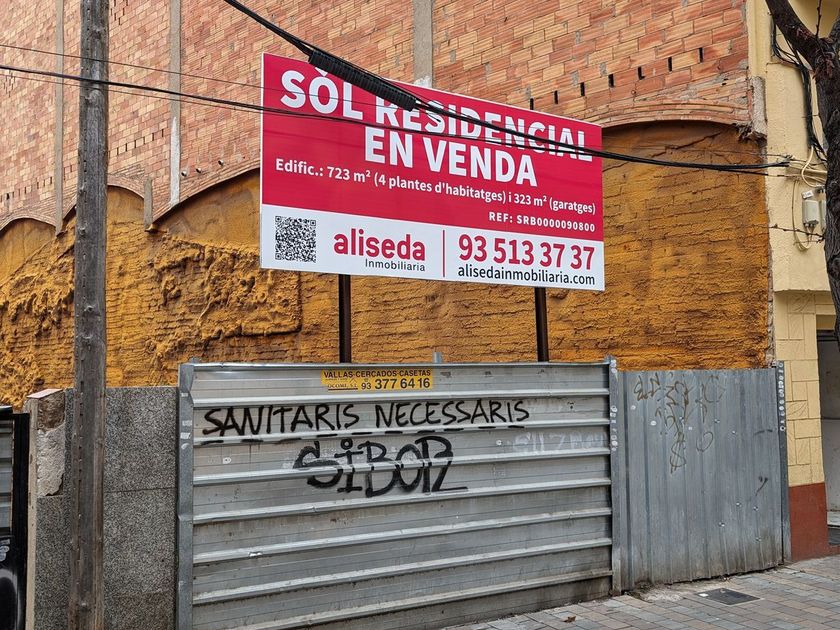 SÒL RESIDENCIAL
EN VENDA
Edific.: 723 m² (4 plantes d'habitatges) i 323 m² (garatges)
REF: SRB0000090800
aliseda
Inmobiliaria
93 513 37 37
alisedainmobiliaria.com
VALLAS-CERCADOS-CASETAS
93 377 64 16
SANITARIS NECESSARIS